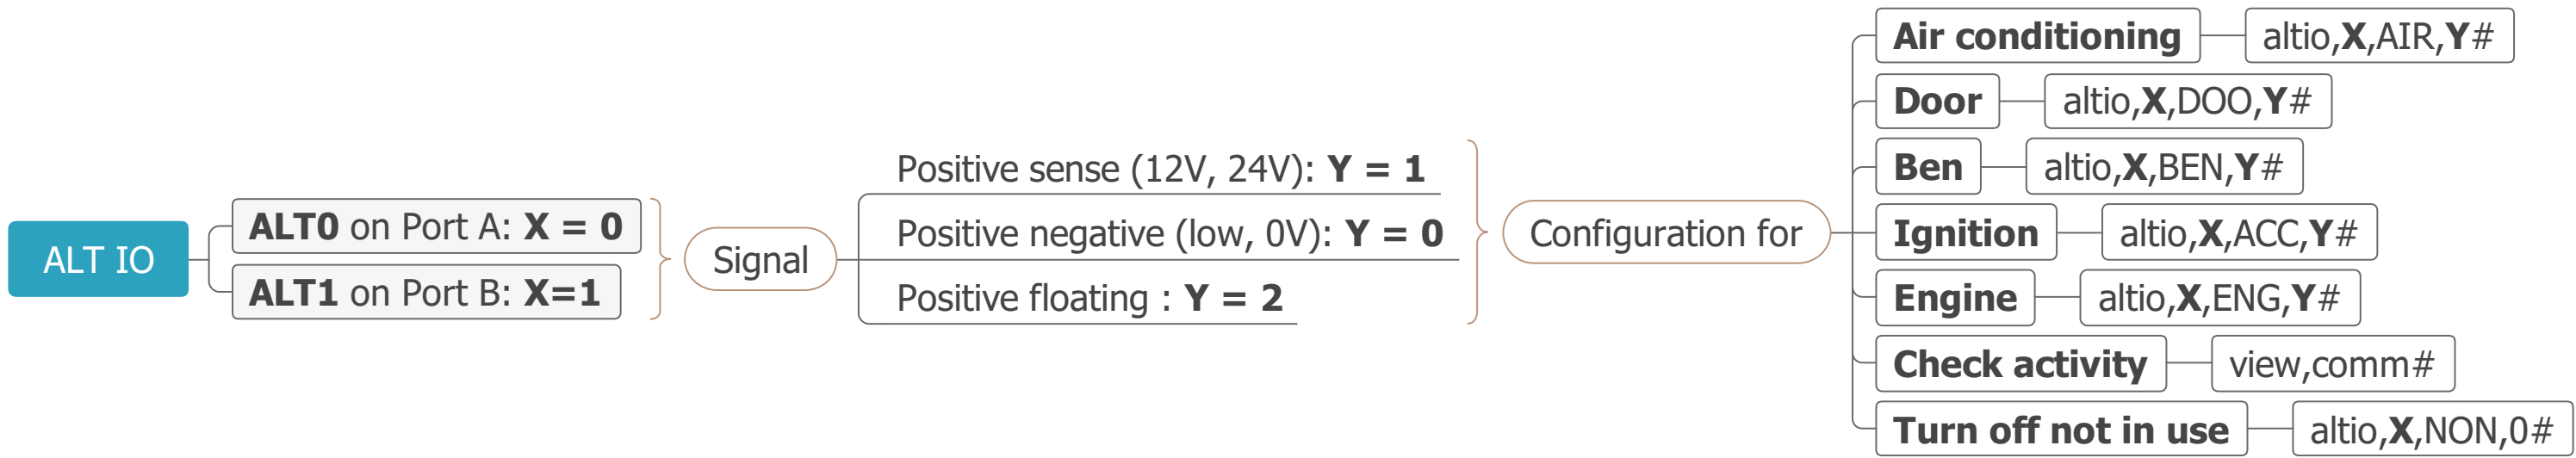 ALT IO
ALT0 on Port A: X = 0
ALT1 on Port B: X=1
Signal
Positive sense (12V, 24V): Y = 1
Positive negative (low, 0V): Y = 0
Positive floating : Y = 2
Configuration for
Air conditioning
altio,X,AIR,Y#
Door
altio,X,DOO,Y#
Ben
altio,X,BEN,Y#
Ignition
altio,X,ACC,Y#
Engine
altio,X,ENG,Y#
Check activity
view,comm#
Turn off not in use
altio,X,NON,0#